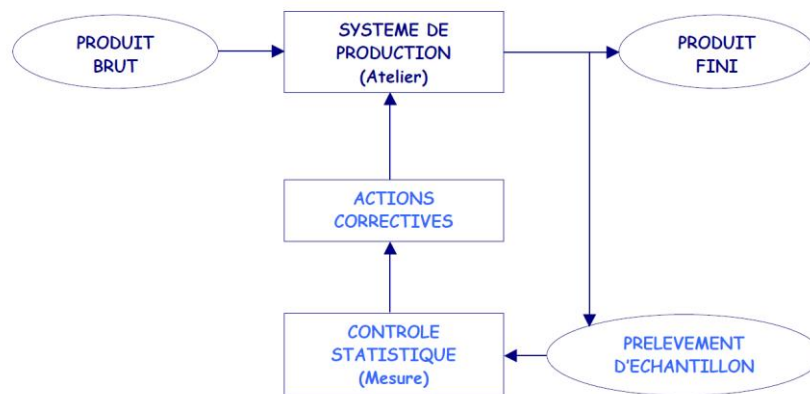 PRODUIT
BRUT
SYSTEME DE
PRODUCTION
(Atelier)
PRODUIT
FINI
ACTIONS
CORRECTIVES
CONTROLE
STATISTIQUE
(Mesure)
PRELEVEMENT
D'ECHANTILLON